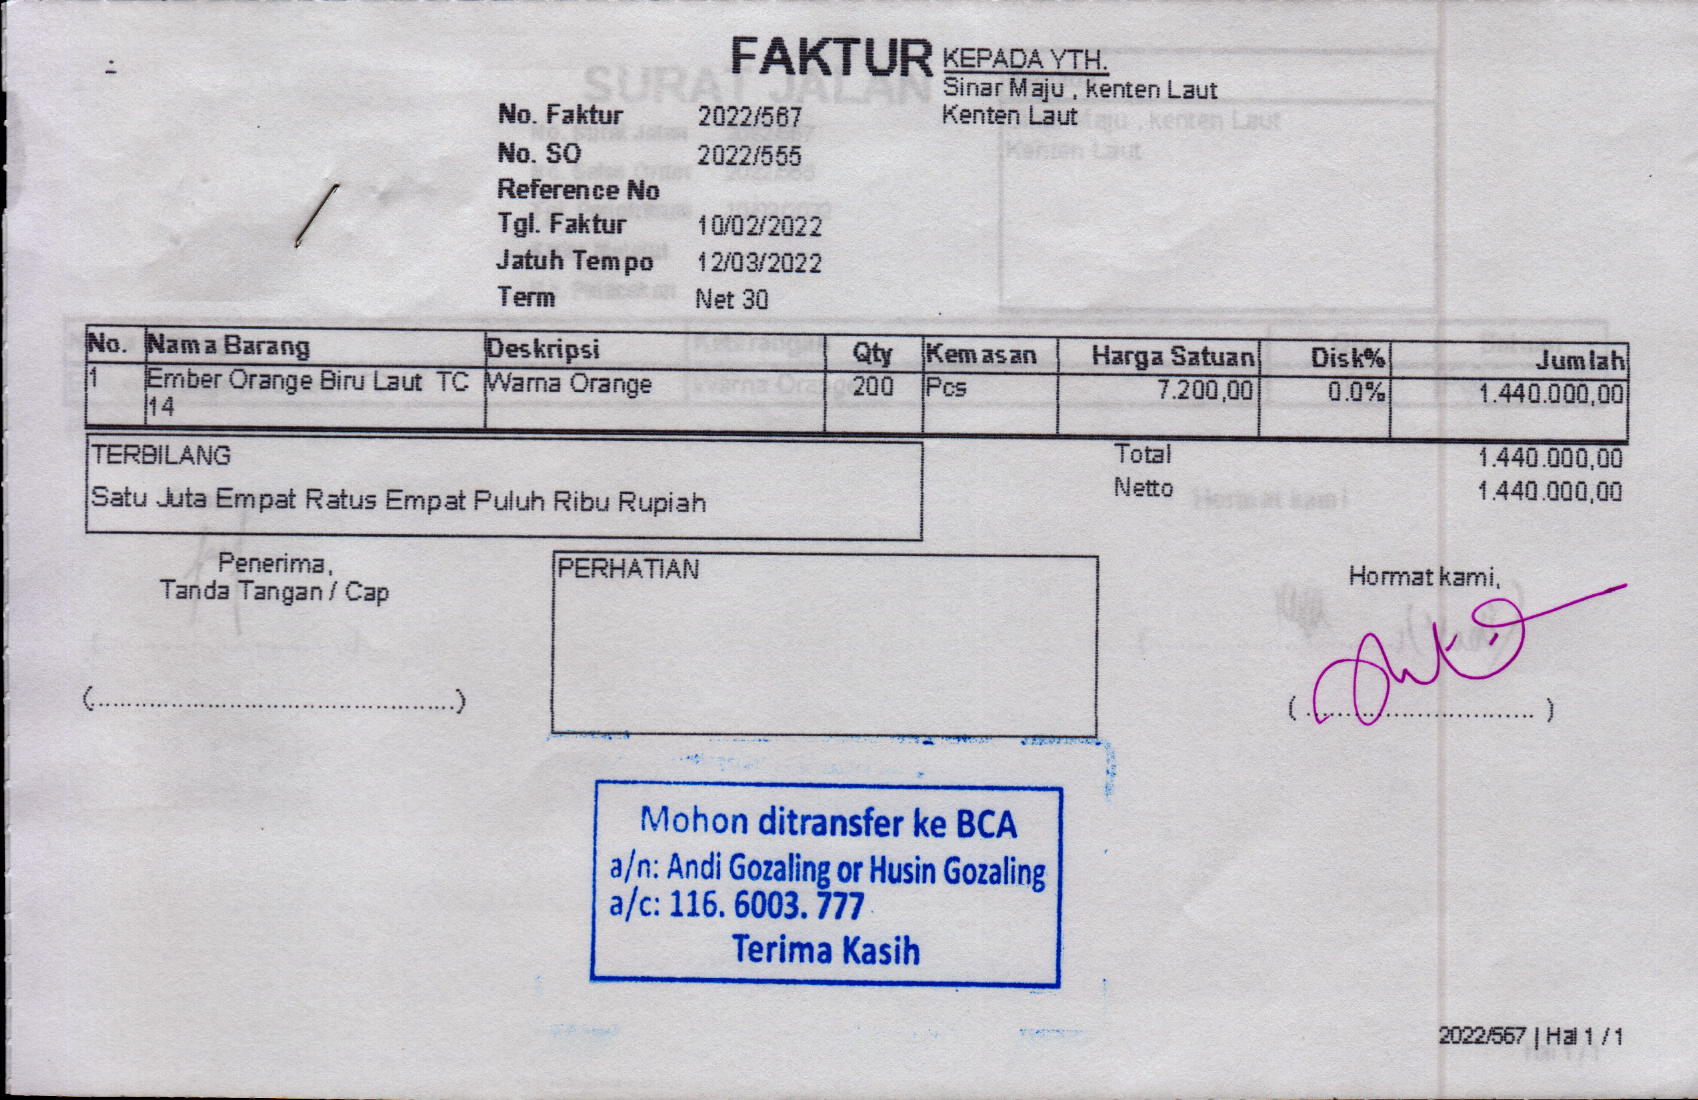 FAKTUR
KEPADA YTH.
Sinar Maju , kenten Laut
Kenten Laut
No. Faktur 2022/567
No. SO 2022/555
Reference No
Tgl. Faktur 10/02/2022
Jatuh Tempo 12/03/2022
Term Net 30
No. Nama Barang Deskripsi Qty Kemasan Harga Satuan Disk% Jumlah
1 Ember Orange Biru Laut TC Warna Orange 200 Pcs 7.200,00 0.0% 1.440.000,00
14
TERBILANG
Satu Juta Empat Ratus Empat Puluh Ribu Rupiah
Total 1.440.000,00
Netto 1.440.000,00
Penerima,
Tanda Tangan / Cap
(..............................................)
PERHATIAN
Hormat kami,
( ............................... )
Mohon ditransfer ke BCA
a/n: Andi Gozaling or Husin Gozaling
a/c: 116. 6003. 777
Terima Kasih
2022/567 | Hal 1 / 1